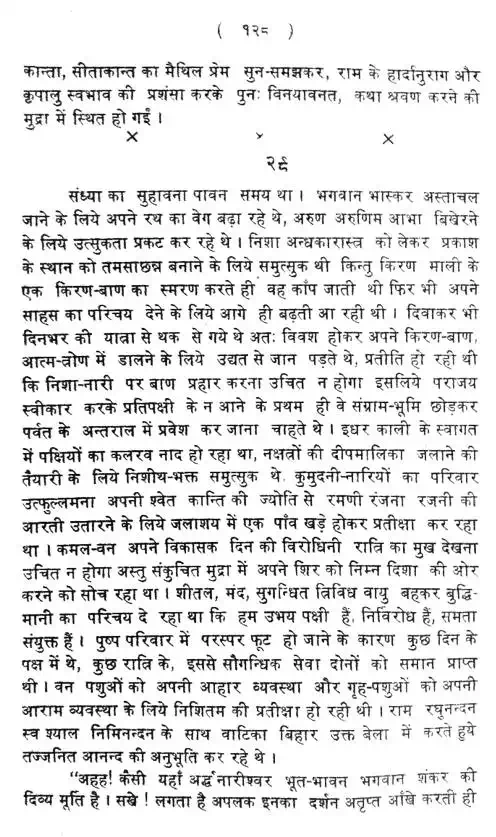 ( १२८ )
कान्ता, सीताकान्त का मैथिल प्रेम सुन-समझकर, राम के हार्दानुराग और
कृपालु स्वभाव की प्रशंसा करके पुनः विनयावनत, कथा श्रवण करने की
मुद्रा में स्थित हो गईं ।
× × ×
२९
संध्या का सुहावना पावन समय था । भगवान भास्कर अस्ताचल
जाने के लिये अपने रथ का वेग बढ़ा रहे थे, अरुण अरुणिम आभा बिखेरने
के लिये उत्सुकता प्रकट कर रहे थे । निशा अन्धकारास्त्र को लेकर प्रकाश
के स्थान को तमसाछन्न बनाने के लिये समुत्सुक थी किन्तु किरण माली के
एक किरण-बाण का स्मरण करते ही वह काँप जाती थी फिर भी अपने
साहस का परिचय देने के लिये आगे ही बढ़ती आ रही थी । दिवाकर भी
दिनभर की यात्रा से थक से गये थे अतः विवश होकर अपने किरण-बाण,
आत्म-त्रोण में डालने के लिये उद्यत से जान पड़ते थे, प्रतीति हो रही थी
कि निशा-नारी पर बाण प्रहार करना उचित न होगा इसलिये पराजय
स्वीकार करके प्रतिपक्षी के न आने के प्रथम ही वे संग्राम-भूमि छोड़कर
पर्वत के अन्तराल में प्रवेश कर जाना चाहते थे । इधर काली के स्वागत
में पक्षियों का कलरव नाद हो रहा था, नक्षत्रों की दीपमालिका जलाने की
तैयारी के लिये निशीथ-भक्त समुत्सुक थे. कुमुदनी-नारियों का परिवार
उत्फुल्लमना अपनी श्वेत कान्ति की ज्योति से रमणी रंजना रजनी की
आरती उतारने के लिये जलाशय में एक पाँव खड़े होकर प्रतीक्षा कर रहा
था । कमल-वन अपने विकासक दिन की विरोधिनी रात्रि का मुख देखना
उचित न होगा अस्तु संकुचित मुद्रा में अपने शिर को निम्न दिशा की ओर
करने को सोच रहा था । शीतल, मंद, सुगन्धित त्रिविध वायु बहकर बुद्धि-
मानी का परिचय दे रहा था कि हम उभय पक्षी हैं, निर्विरोध हैं, समता
संयुक्त हैं । पुष्प परिवार में परस्पर फूट हो जाने के कारण कुछ दिन के
पक्ष में थे, कुछ रात्रि के, इससे सौगन्धिक सेवा दोनों को समान प्राप्त
थी । वन पशुओं को अपनी आहार व्यवस्था और गृह-पशुओं को अपनी
आराम व्यवस्था के लिये निशितम की प्रतीक्षा हो रही थी । राम रघुनन्दन
स्व श्याल निमिनन्दन के साथ वाटिका बिहार उक्त बेला में करते हुये
तज्जनित आनन्द की अनुभूति कर रहे थे ।
"अहह! कैसी यहाँ अर्द्धनारीश्वर भूत-भावन भगवान शंकर की
दिव्य मूर्ति है । सखे ! लगता है अपलक इनका दर्शन अतृप्त आँखे करती ही